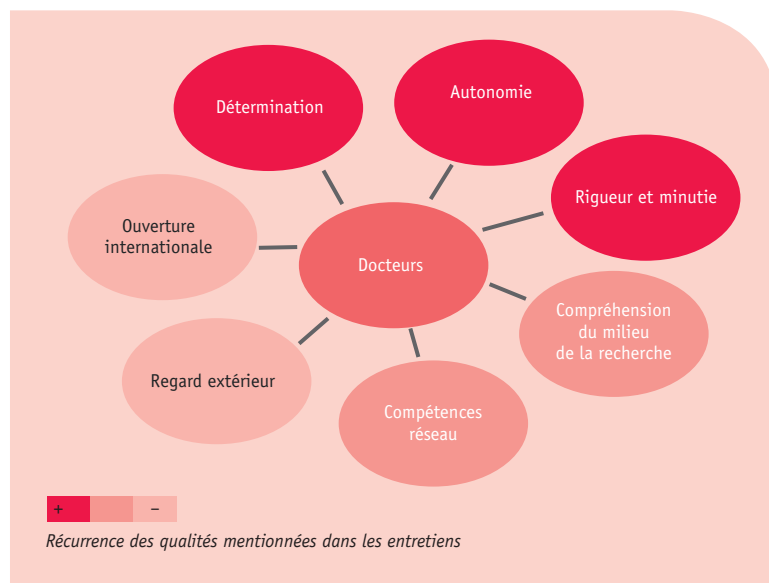 Détermination
Autonomie
Rigueur et minutie
Ouverture
internationale
Docteurs
Compréhension
du milieu
de la recherche
Regard extérieur
Compétences
réseau
+ –
Récurrence des qualités mentionnées dans les entretiens